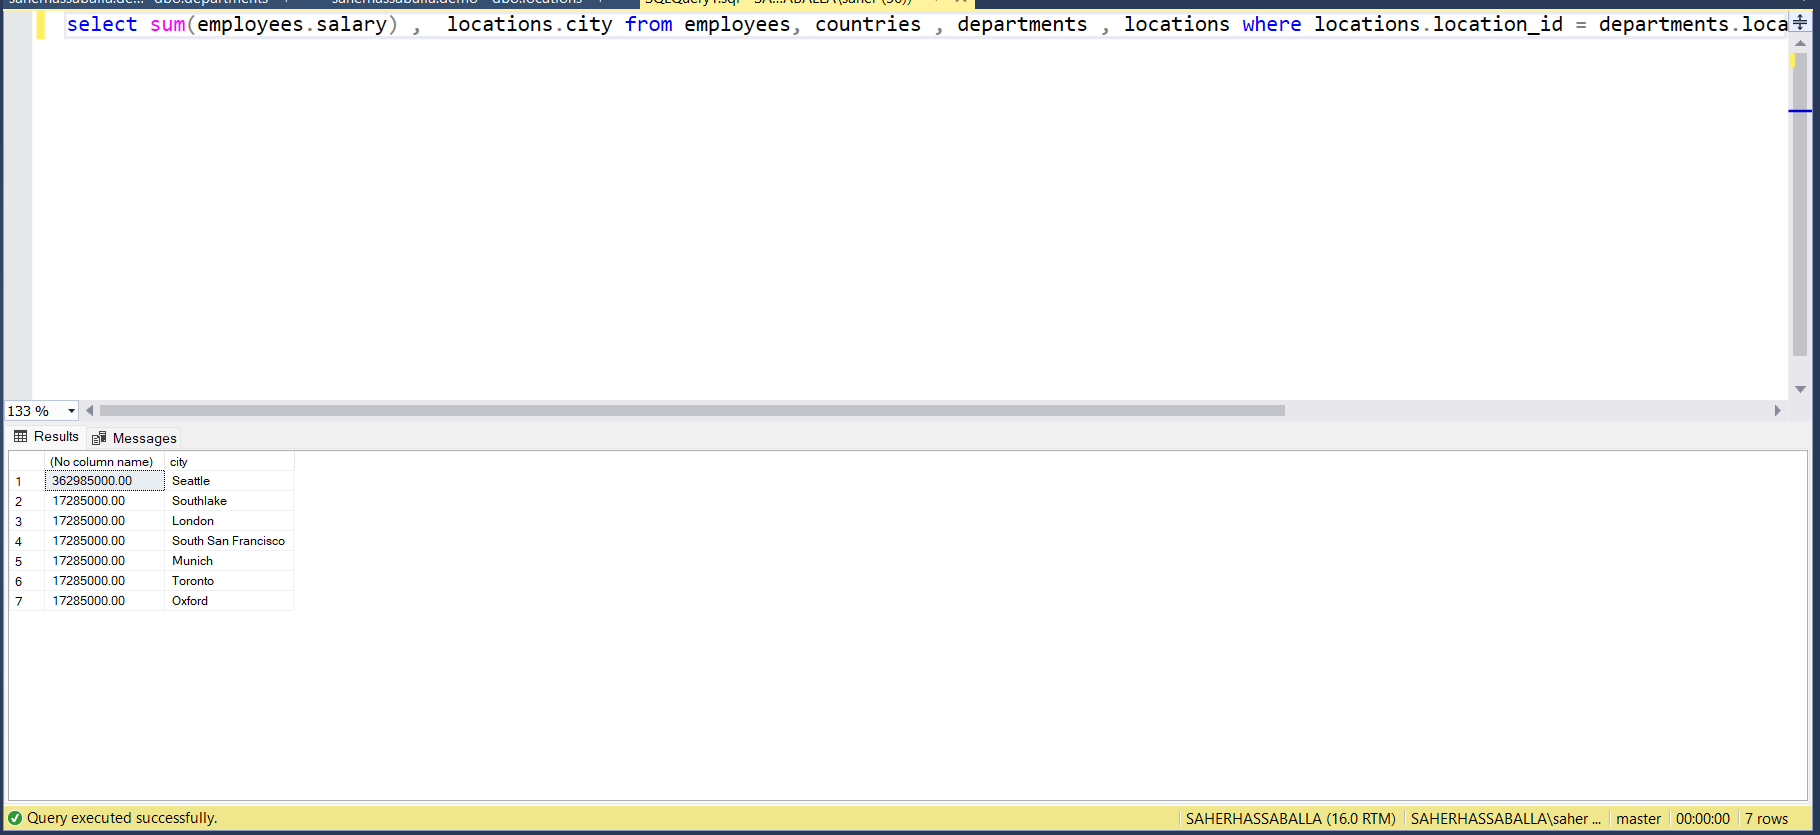 select sum(employees.salary) ,  locations.city from employees, countries , departments , locations where locations.location_id = departments.loca
133 %
Results Messages
(No column name) city
1 362985000.00 Seattle
2 17285000.00 Southlake
3 17285000.00 London
4 17285000.00 South San Francisco
5 17285000.00 Munich
6 17285000.00 Toronto
7 17285000.00 Oxford
Query executed successfully. SAHERHASSABALLA (16.0 RTM) SAHERHASSABALLA\saher ... master 00:00:00 7 rows